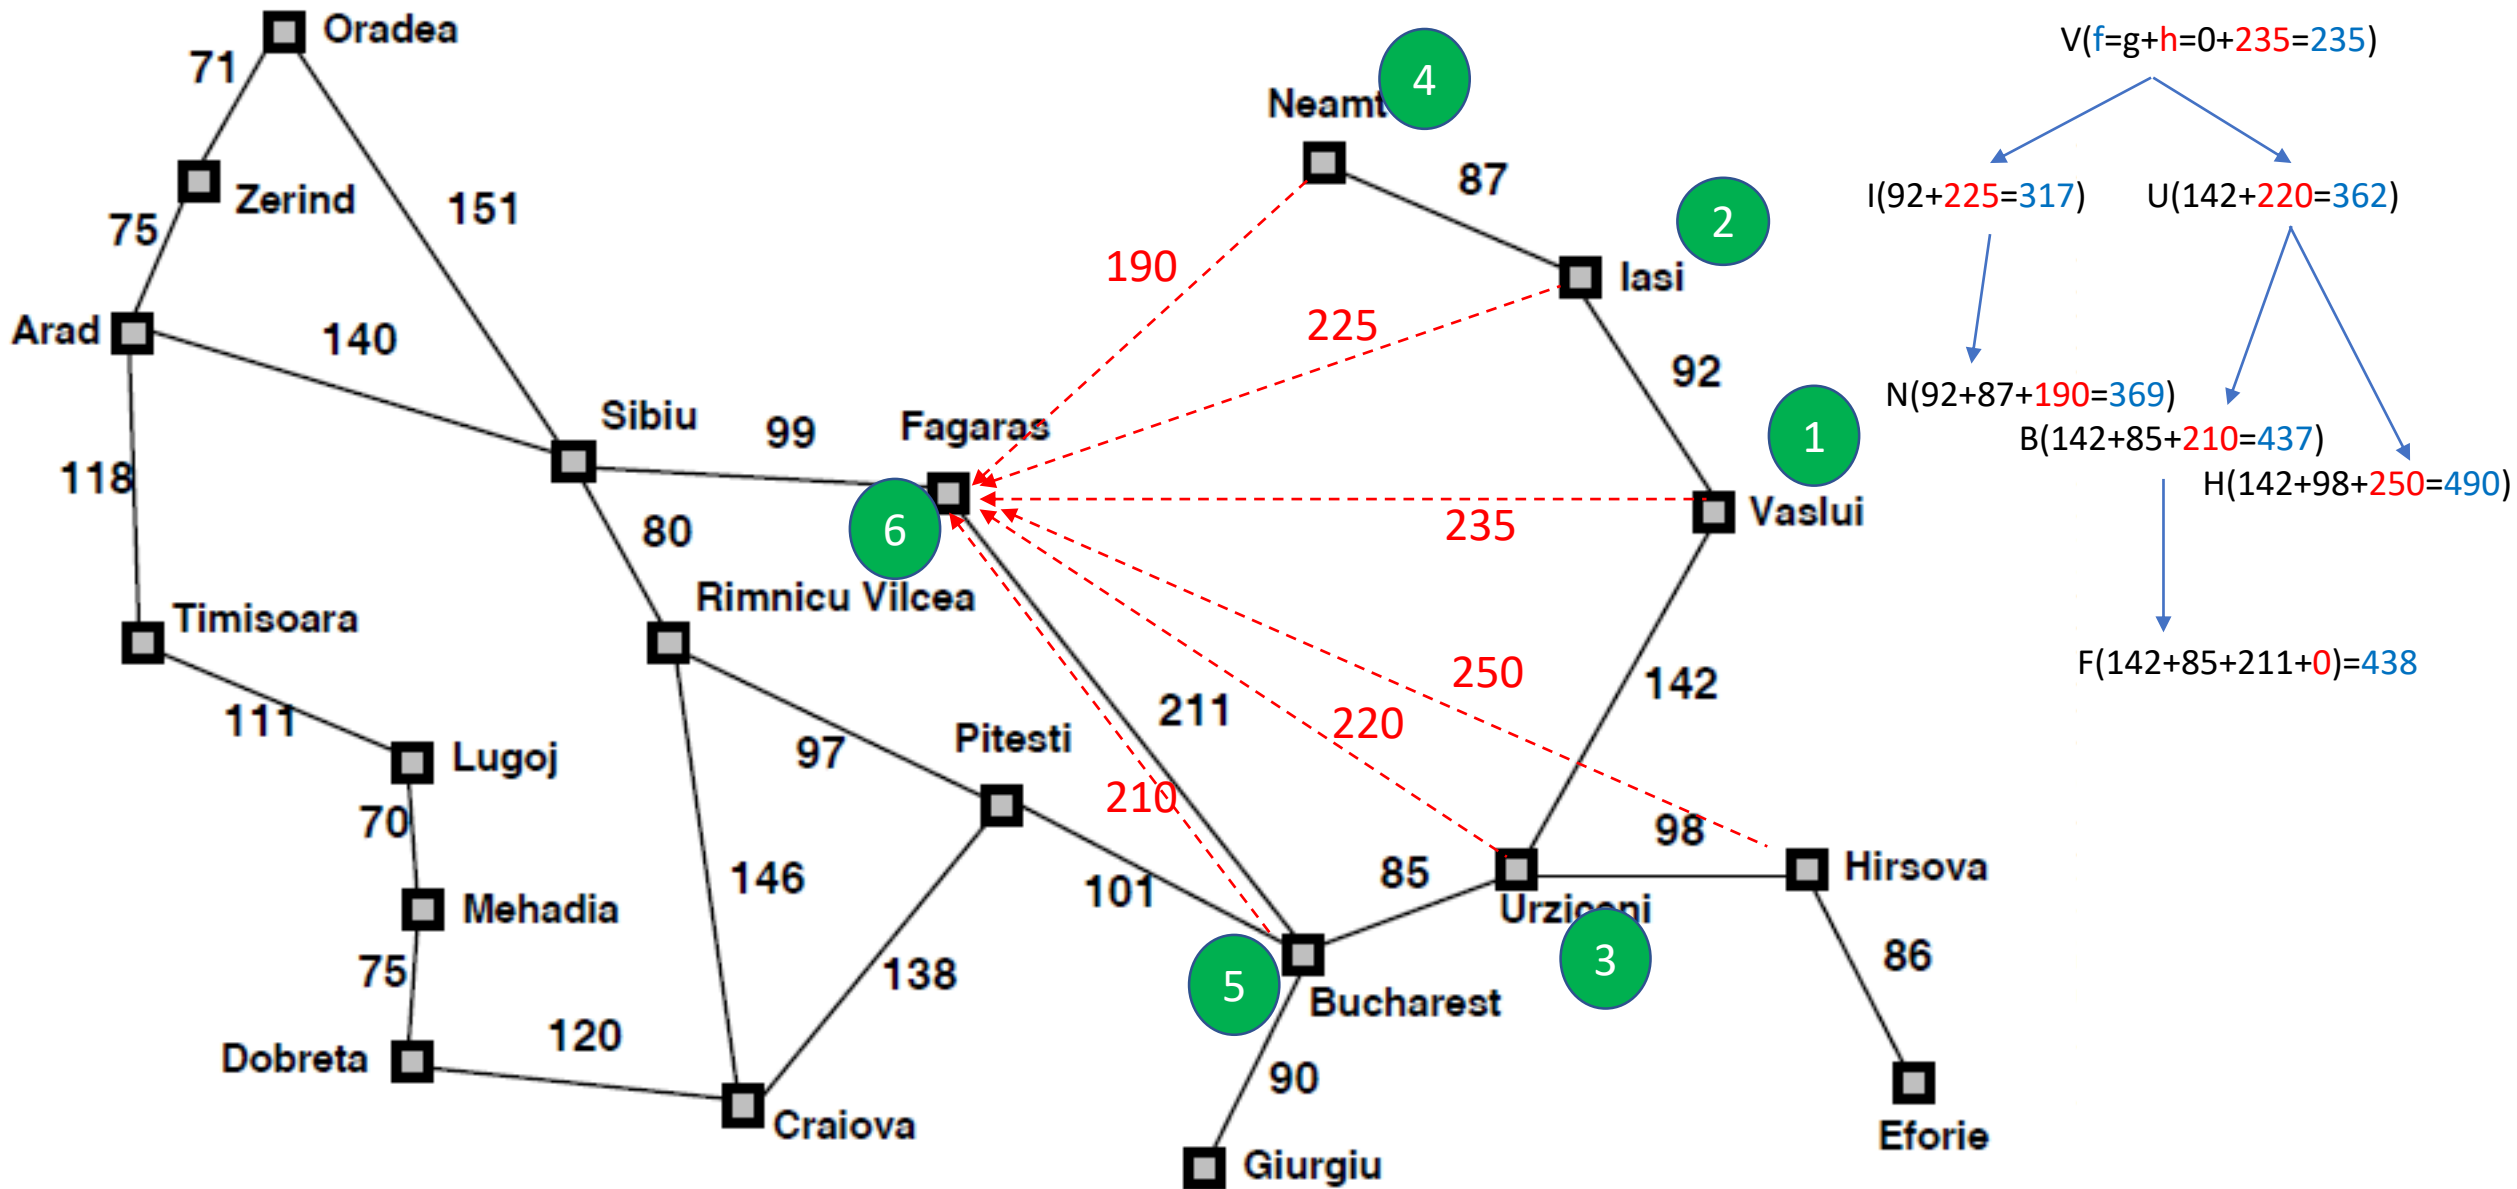 Oradea
71
Zerind
151
75
Arad
140
118
Sibiu
99
Fagaras
80
6
Rimnicu Vilcea
Timisoara
111
Lugoj
97
Pitesti
211
70
Mehadia
146
101
75
138
Dobreta
120
Craiova
Neamt
4
87
2
Iasi
190
225
92
1
Vaslui
235
142
250
220
210
98
85
Hirsova
Urziceni
3
86
5
Bucharest
90
Giurgiu
Eforie
V(f=g+h=0+235=235)
I(92+225=317)
U(142+220=362)
N(92+87+190=369)
B(142+85+210=437)
H(142+98+250=490)
F(142+85+211+0)=438